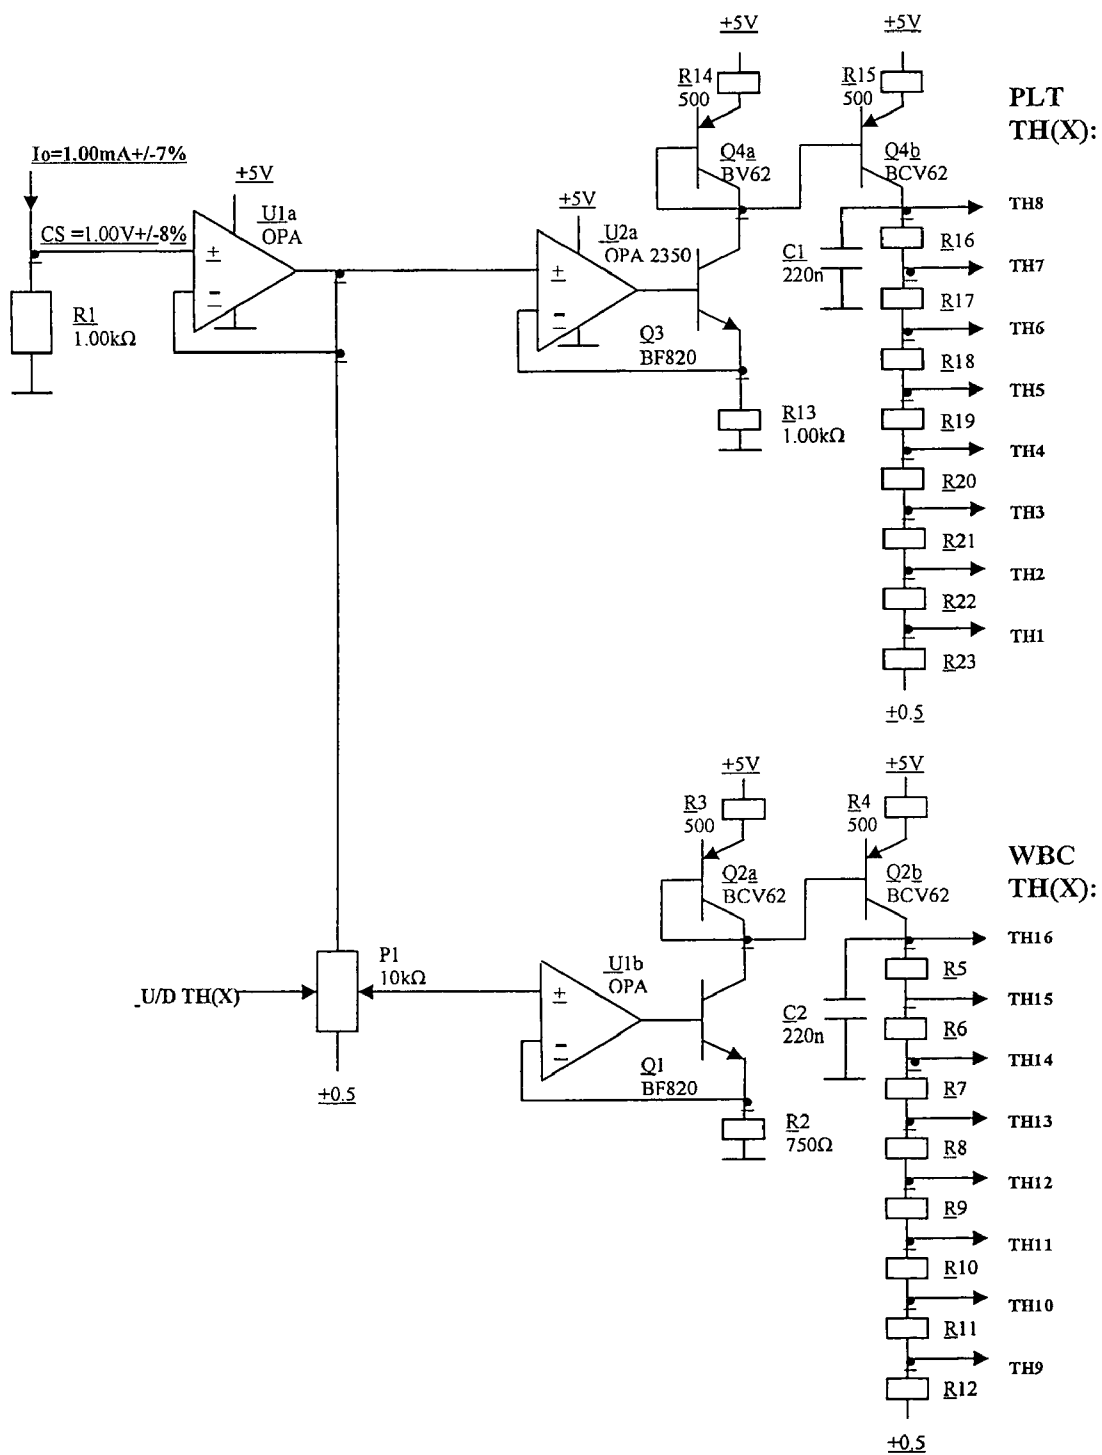 +5V
+5V
R14
500
R15
500
PLT
TH(X):
Io=1.00mA+/-7%
Q4a
BV62
Q4b
BCV62
+5V
U1a
OPA
+5V
U2a
OPA 2350
TH8
CS =1.00V+/-8%
+
-
+
-
C1
220n
R16
TH7
R1
1.00kΩ
R17
TH6
Q3
BF820
R18
TH5
R13
1.00kΩ
R19
TH4
R20
TH3
R21
TH2
R22
TH1
R23
+0.5
+5V
+5V
R3
500
R4
500
WBC
TH(X):
Q2a
BCV62
Q2b
BCV62
TH16
P1
10kΩ
U1b
OPA
R5
_U/D TH(X)
+
-
TH15
C2
220n
R6
TH14
Q1
BF820
R7
+0.5
TH13
R2
750Ω
R8
TH12
R9
TH11
R10
TH10
R11
TH9
R12
+0.5